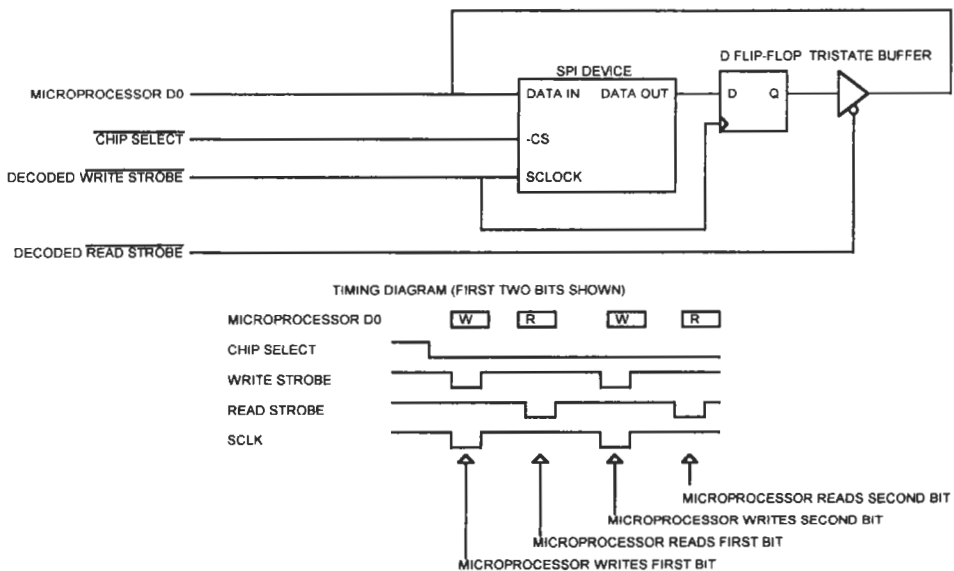 D FLIP-FLOP TRISTATE BUFFER
SPI DEVICE
MICROPROCESSOR D0
DATA IN DATA OUT
D Q
CHIP SELECT
-CS
DECODED WRITE STROBE
SCLOCK
DECODED READ STROBE
TIMING DIAGRAM (FIRST TWO BITS SHOWN)
MICROPROCESSOR D0 W R W R
CHIP SELECT
WRITE STROBE
READ STROBE
SCLK
MICROPROCESSOR READS SECOND BIT
MICROPROCESSOR WRITES SECOND BIT
MICROPROCESSOR READS FIRST BIT
MICROPROCESSOR WRITES FIRST BIT